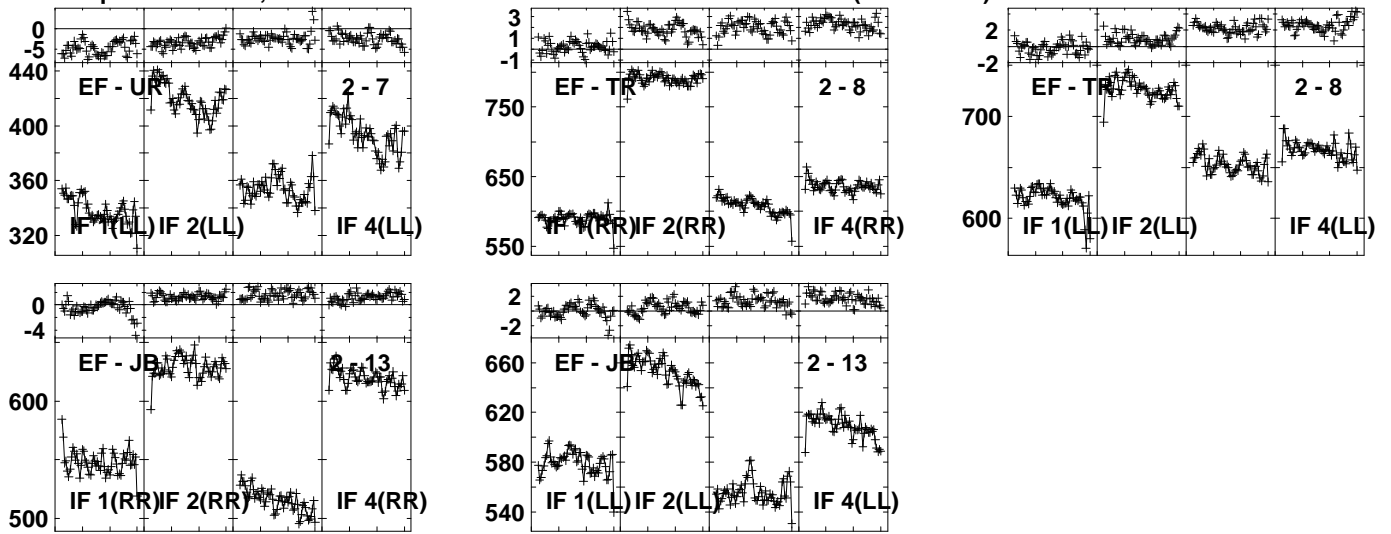 0
-5
440
400
360
320
EF - UR
2 - 7
IF 1(LL)
IF 2(LL)
IF 4(LL)
3
1
-1
750
650
550
EF - TR
2 - 8
IF 1(RR)
IF 2(RR)
IF 4(RR)
2
0
-2
700
600
EF - TR
2 - 8
IF 1(LL)
IF 2(LL)
IF 4(LL)
0
-4
600
500
EF - JB
2 - 13
IF 1(RR)
IF 2(RR)
IF 4(RR)
2
0
-2
660
620
580
540
EF - JB
2 - 13
IF 1(LL)
IF 2(LL)
IF 4(LL)